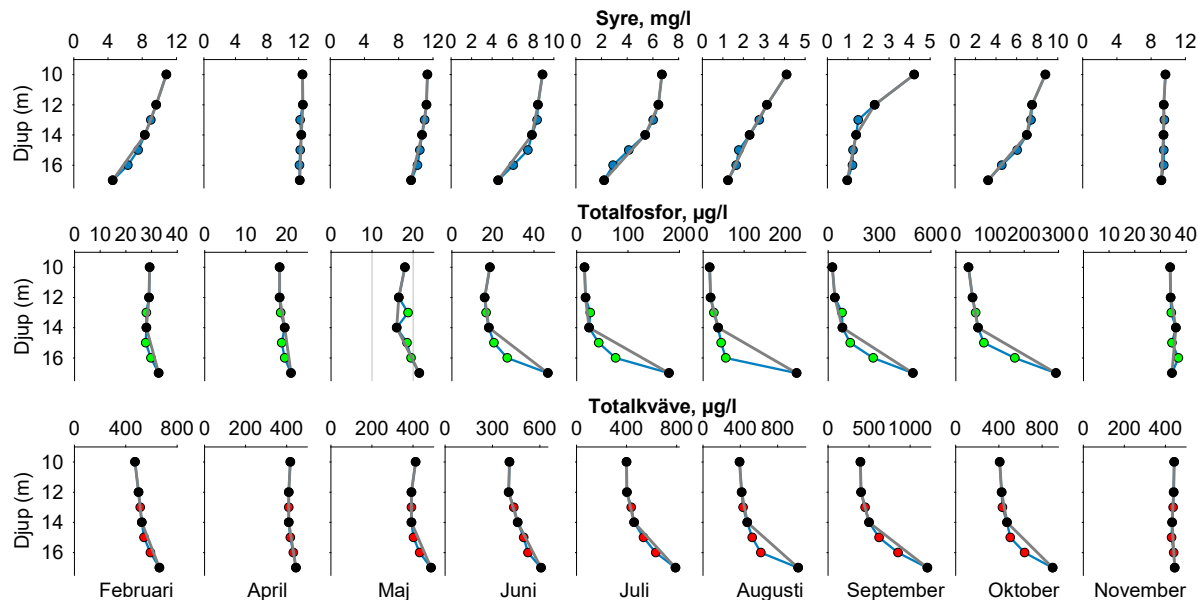 Syre, mg/l
0 4 8 12 0 4 8 12 0 4 8 12 0 2 4 6 8 10 0 2 4 6 8 0 1 2 3 4 5 0 1 2 3 4 5 0 2 4 6 8 10 0 4 8 12
10
12
14
16
Djup (m)
Totalfosfor, µg/l
0 10 20 30 40 0 10 20 0 10 20 0 20 40 0 100 200 0 100 200 0 300 600 0 100 200 300 0 10 20 30 40
10
12
14
16
Djup (m)
Totalkväve, µg/l
0 400 800 0 200 400 0 200 400 0 300 600 0 200 400 600 800 0 400 800 0 500 1000 0 400 800 0 200 400
10
12
14
16
Djup (m)
Februari April Maj Juni Juli Augusti September Oktober November